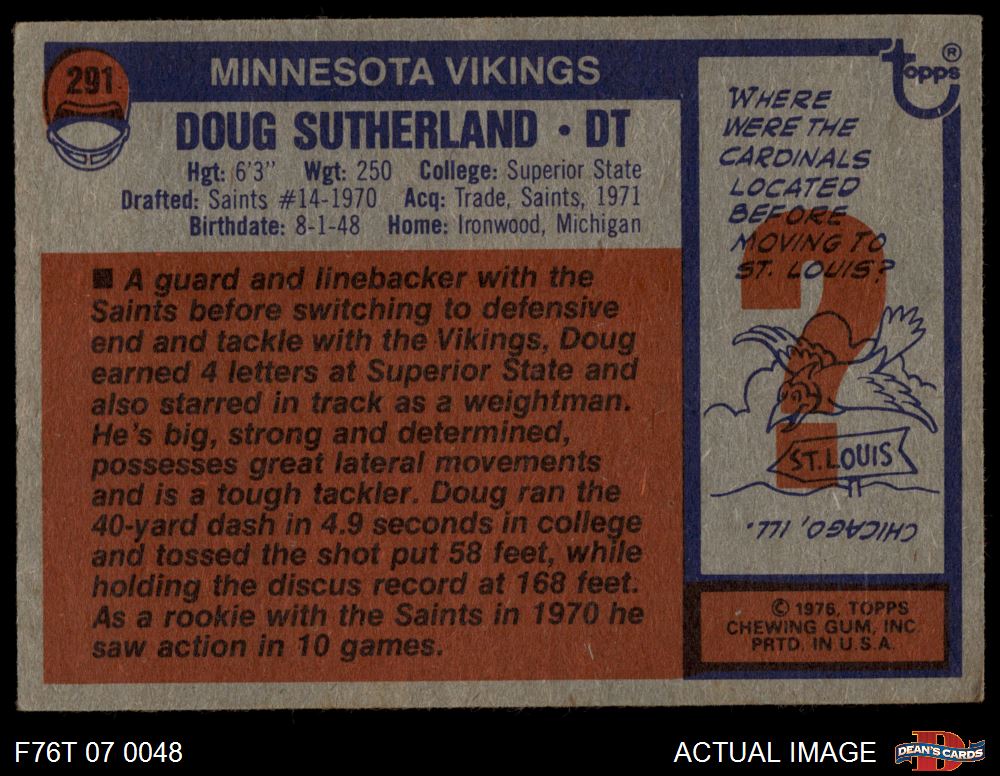 291
MINNESOTA VIKINGS
DOUG SUTHERLAND • DT
Hgt: 6'3" Wgt: 250 College: Superior State
Drafted: Saints #14-1970 Acq: Trade, Saints, 1971
Birthdate: 8-1-48 Home: Ironwood, Michigan
■ A guard and linebacker with the
Saints before switching to defensive
end and tackle with the Vikings, Doug
earned 4 letters at Superior State and
also starred in track as a weightman.
He's big, strong and determined,
possesses great lateral movements
and is a tough tackler. Doug ran the
40-yard dash in 4.9 seconds in college
and tossed the shot put 58 feet, while
holding the discus record at 168 feet.
As a rookie with the Saints in 1970 he
saw action in 10 games.
topps®
WHERE
WERE THE
CARDINALS
LOCATED
BEFORE
MOVING TO
ST. LOUIS?
?
ST. LOUIS
CHICAGO, ILL.
© 1976, TOPPS
CHEWING GUM, INC.
PRTD. IN U.S.A.
F76T 07 0048
ACTUAL IMAGE
DEAN'S CARDS